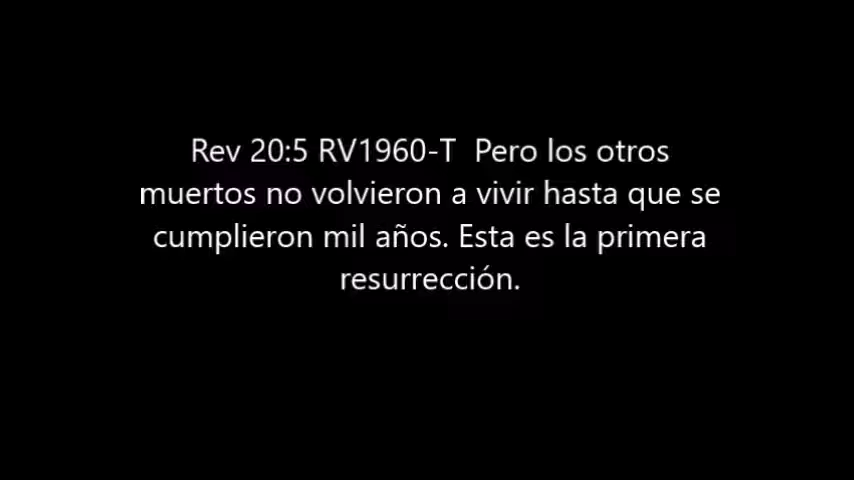 Rev 20:5 RV1960-T  Pero los otros
muertos no volvieron a vivir hasta que se
cumplieron mil años. Esta es la primera
resurrección.